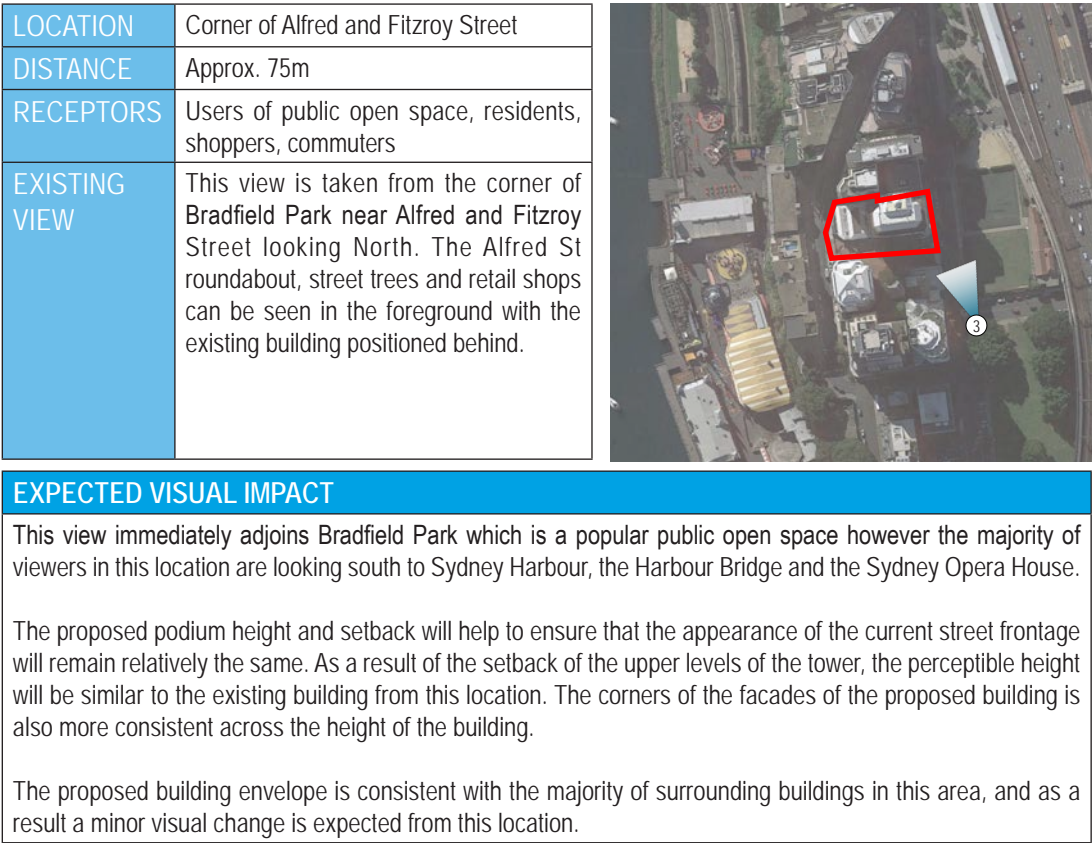 LOCATION
Corner of Alfred and Fitzroy Street
DISTANCE
Approx. 75m
RECEPTORS
Users of public open space, residents,
shoppers, commuters
EXISTING
VIEW
This view is taken from the corner of
Bradfield Park near Alfred and Fitzroy
Street looking North. The Alfred St
roundabout, street trees and retail shops
can be seen in the foreground with the
existing building positioned behind.
3
EXPECTED VISUAL IMPACT
This view immediately adjoins Bradfield Park which is a popular public open space however the majority of
viewers in this location are looking south to Sydney Harbour, the Harbour Bridge and the Sydney Opera House.
The proposed podium height and setback will help to ensure that the appearance of the current street frontage
will remain relatively the same. As a result of the setback of the upper levels of the tower, the perceptible height
will be similar to the existing building from this location. The corners of the facades of the proposed building is
also more consistent across the height of the building.
The proposed building envelope is consistent with the majority of surrounding buildings in this area, and as a
result a minor visual change is expected from this location.